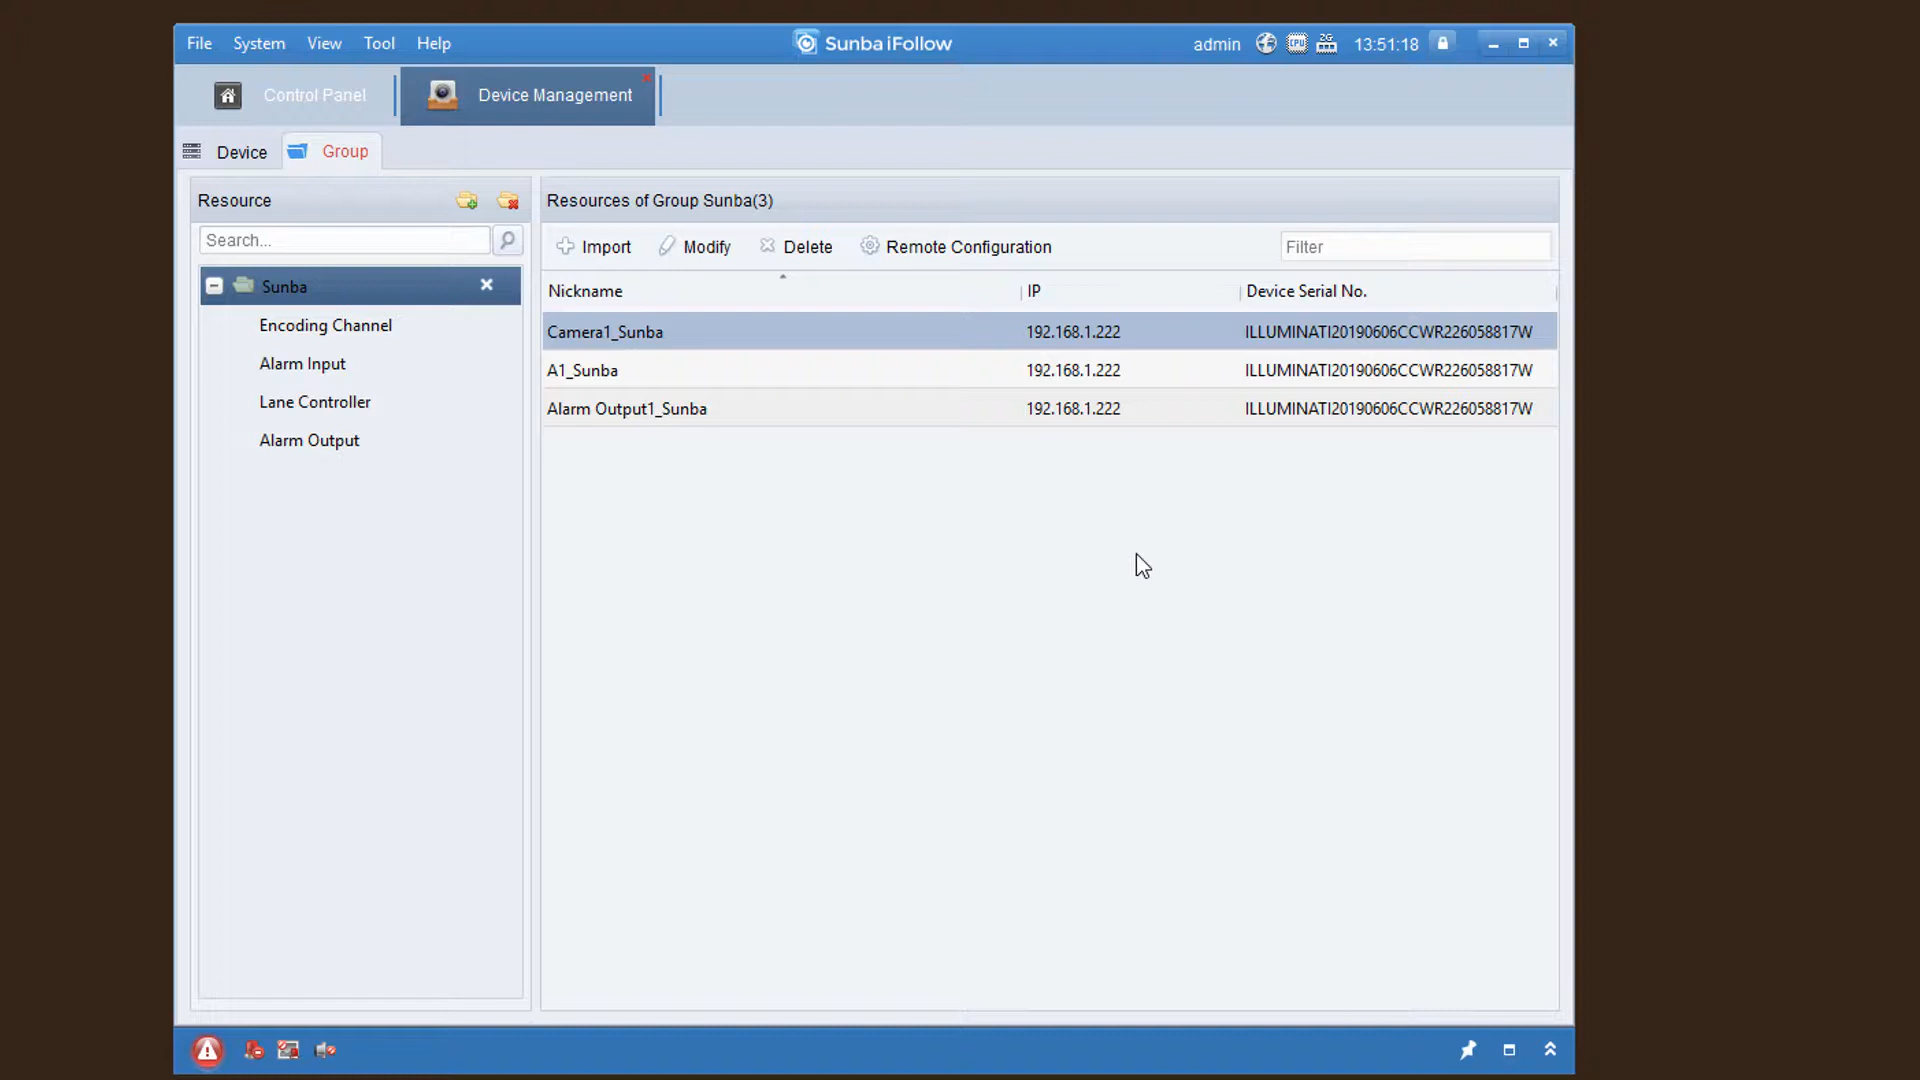 File System View Tool Help Sunba iFollow admin CPU 2G 13:51:18
Control Panel Device Management
Device Group
Resource
Search...
Sunba
Encoding Channel
Alarm Input
Lane Controller
Alarm Output
Resources of Group Sunba(3)
Import Modify Delete Remote Configuration Filter
Nickname IP Device Serial No.
Camera1_Sunba 192.168.1.222 ILLUMINATI20190606CCWR226058817W
A1_Sunba 192.168.1.222 ILLUMINATI20190606CCWR226058817W
Alarm Output1_Sunba 192.168.1.222 ILLUMINATI20190606CCWR226058817W